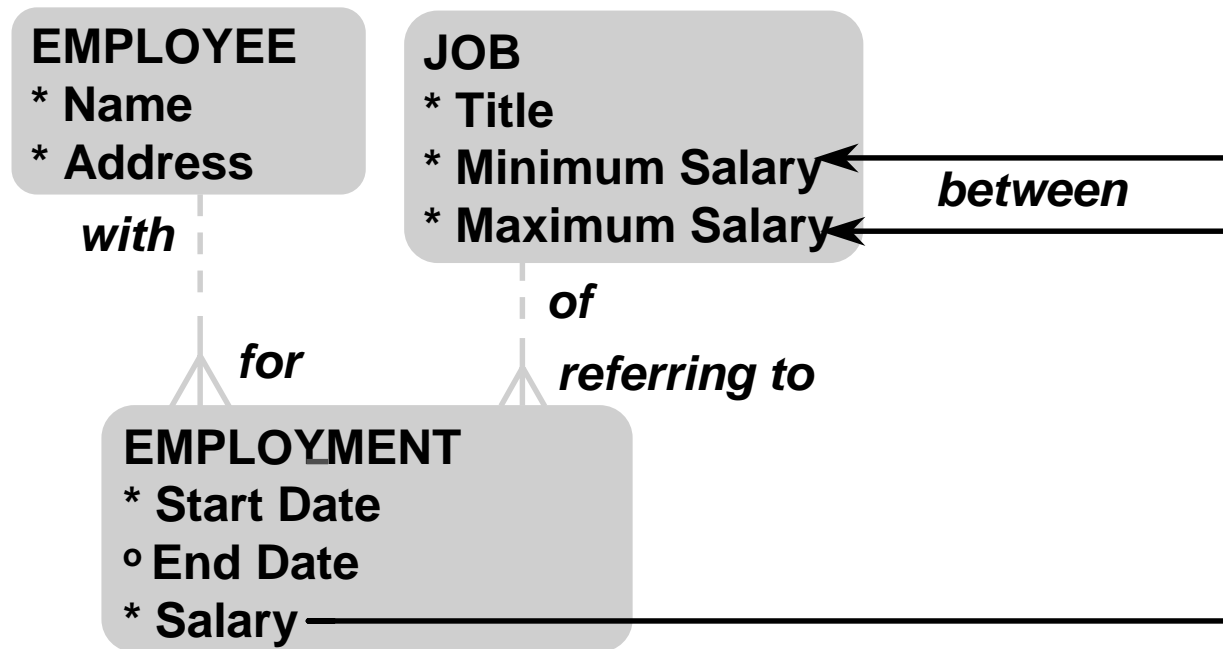 EMPLOYEE
* Name
* Address
JOB
* Title
* Minimum Salary
* Maximum Salary
between
with
of
for
referring to
EMPLOYMENT
* Start Date
o End Date
* Salary